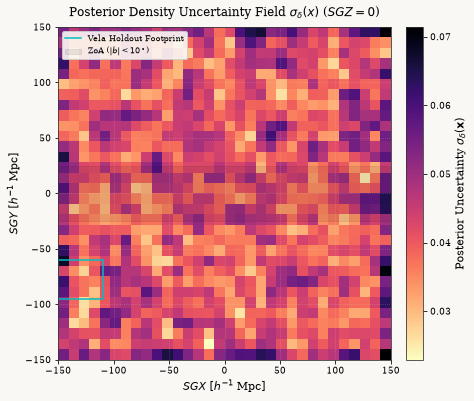 Posterior Density Uncertainty Field σδ(x) (SGZ = 0)
Vela Holdout Footprint
ZoA (|b| < 10°)
150
100
50
0
−50
−100
−150
SGY [h⁻¹ Mpc]
−150 −100 −50 0 50 100 150
SGX [h⁻¹ Mpc]
0.07
0.06
0.05
0.04
0.03
Posterior Uncertainty σδ(x)